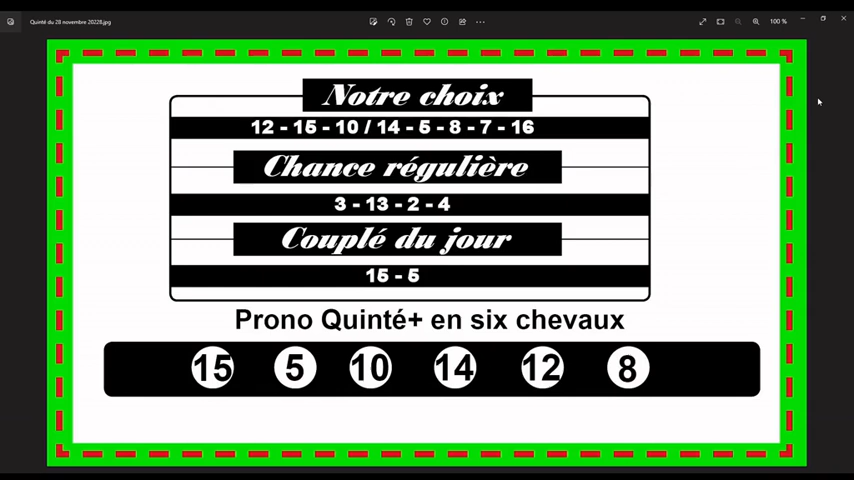 Quinté du 28 novembre 20228.jpg
100 %
Notre choix
12 - 15 - 10 / 14 - 5 - 8 - 7 - 16
Chance régulière
3 - 13 - 2 - 4
Couplé du jour
15 - 5
Prono Quinté+ en six chevaux
15 5 10 14 12 8